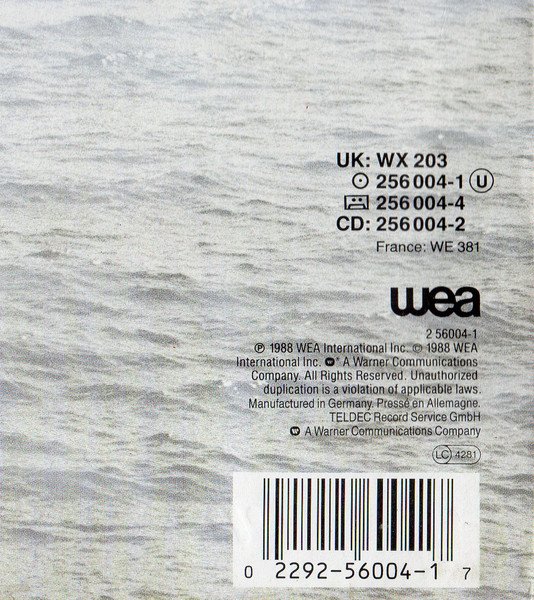 UK: WX 203
256 004-1 U
256 004-4
CD: 256 004-2
France: WE 381
wea
2 56004-1
℗ 1988 WEA International Inc. © 1988 WEA
International Inc. * A Warner Communications
Company. All Rights Reserved. Unauthorized
duplication is a violation of applicable laws.
Manufactured in Germany. Pressé en Allemagne.
TELDEC Record Service GmbH
A Warner Communications Company
LC 4281
0 2292-56004-1 7